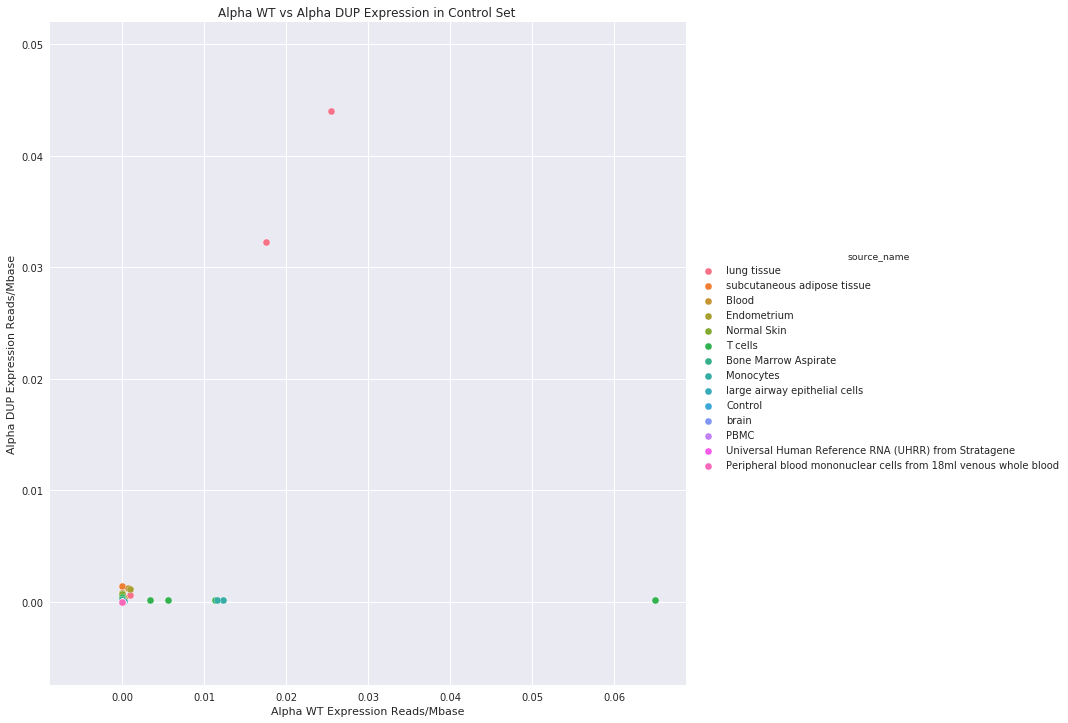 Alpha WT vs Alpha DUP Expression in Control Set
0.05
0.04
0.03
0.02
0.01
0.00
Alpha DUP Expression Reads/Mbase
0.00 0.01 0.02 0.03 0.04 0.05 0.06
Alpha WT Expression Reads/Mbase
source_name
lung tissue
subcutaneous adipose tissue
Blood
Endometrium
Normal Skin
T cells
Bone Marrow Aspirate
Monocytes
large airway epithelial cells
Control
brain
PBMC
Universal Human Reference RNA (UHRR) from Stratagene
Peripheral blood mononuclear cells from 18ml venous whole blood